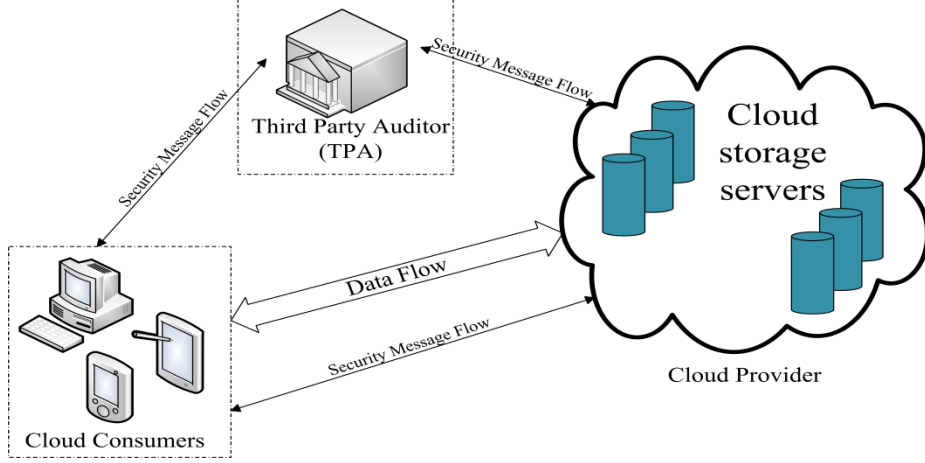 Security Message Flow
Third Party Auditor
(TPA)
Security Message Flow
Cloud
storage
servers
Data Flow
Security Message Flow
Cloud Provider
Cloud Consumers